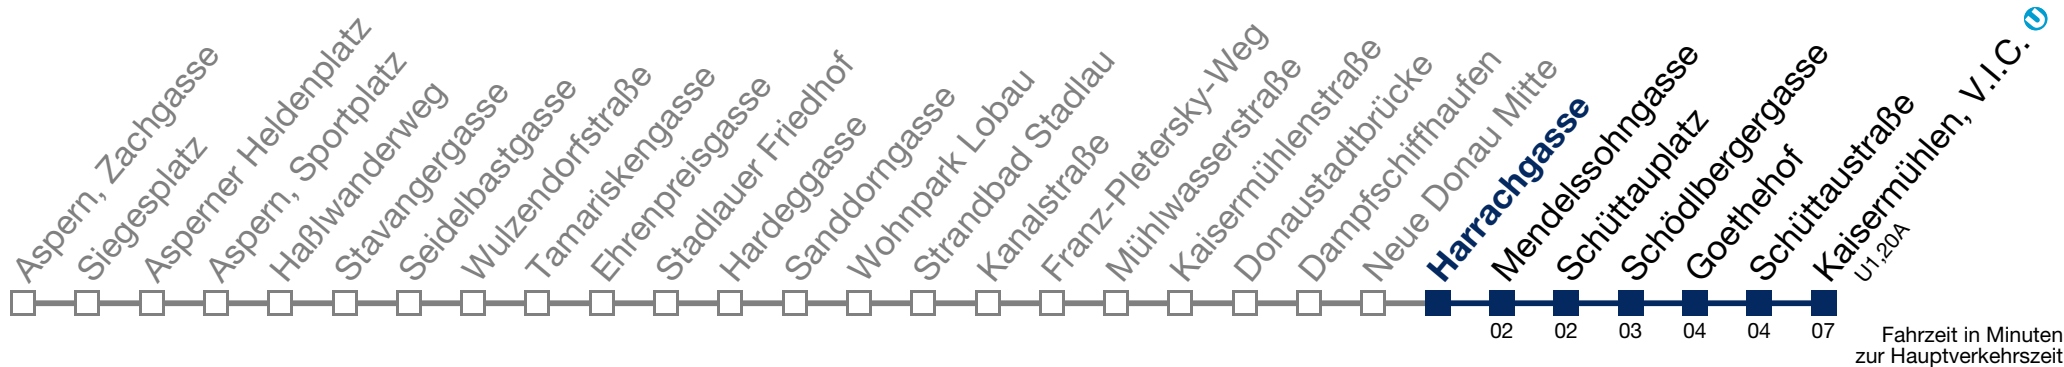 Aspern, Zachgasse
Siegesplatz
Asperner Heldenplatz
Aspern, Sportplatz
Haßlwanderweg
Stavangergasse
Seidelbastgasse
Wulzendorfstraße
Tamariskengasse
Ehrenpreisgasse
Stadlauer Friedhof
Hardeggasse
Sanddorngasse
Wohnpark Lobau
Strandbad Stadlau
Kanalstraße
Franz-Pletersky-Weg
Mühlwasserstraße
Kaisermühlenstraße
Donaustadtbrücke
Dampfschiffhaufen
Neue Donau Mitte
Harrachgasse
Mendelssohngasse
Schüttauplatz
Schödlbergergasse
Goethehof
Schüttaustraße
Kaisermühlen, V.I.C. U
U1,20A
02 02 03 04 04 07
Fahrzeit in Minuten
zur Hauptverkehrszeit